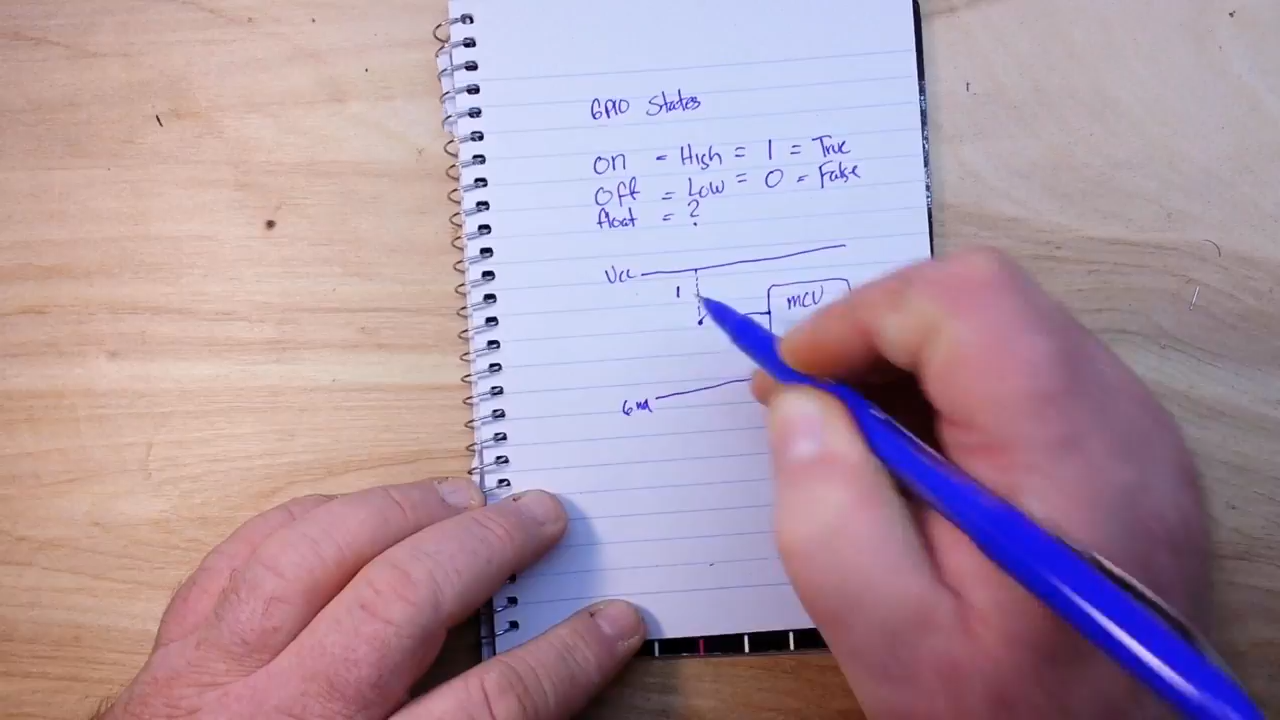 GPIO States
on = High = 1 = True
Off = Low = 0 = False
float = ?
Vcc
1
MCU
Gnd